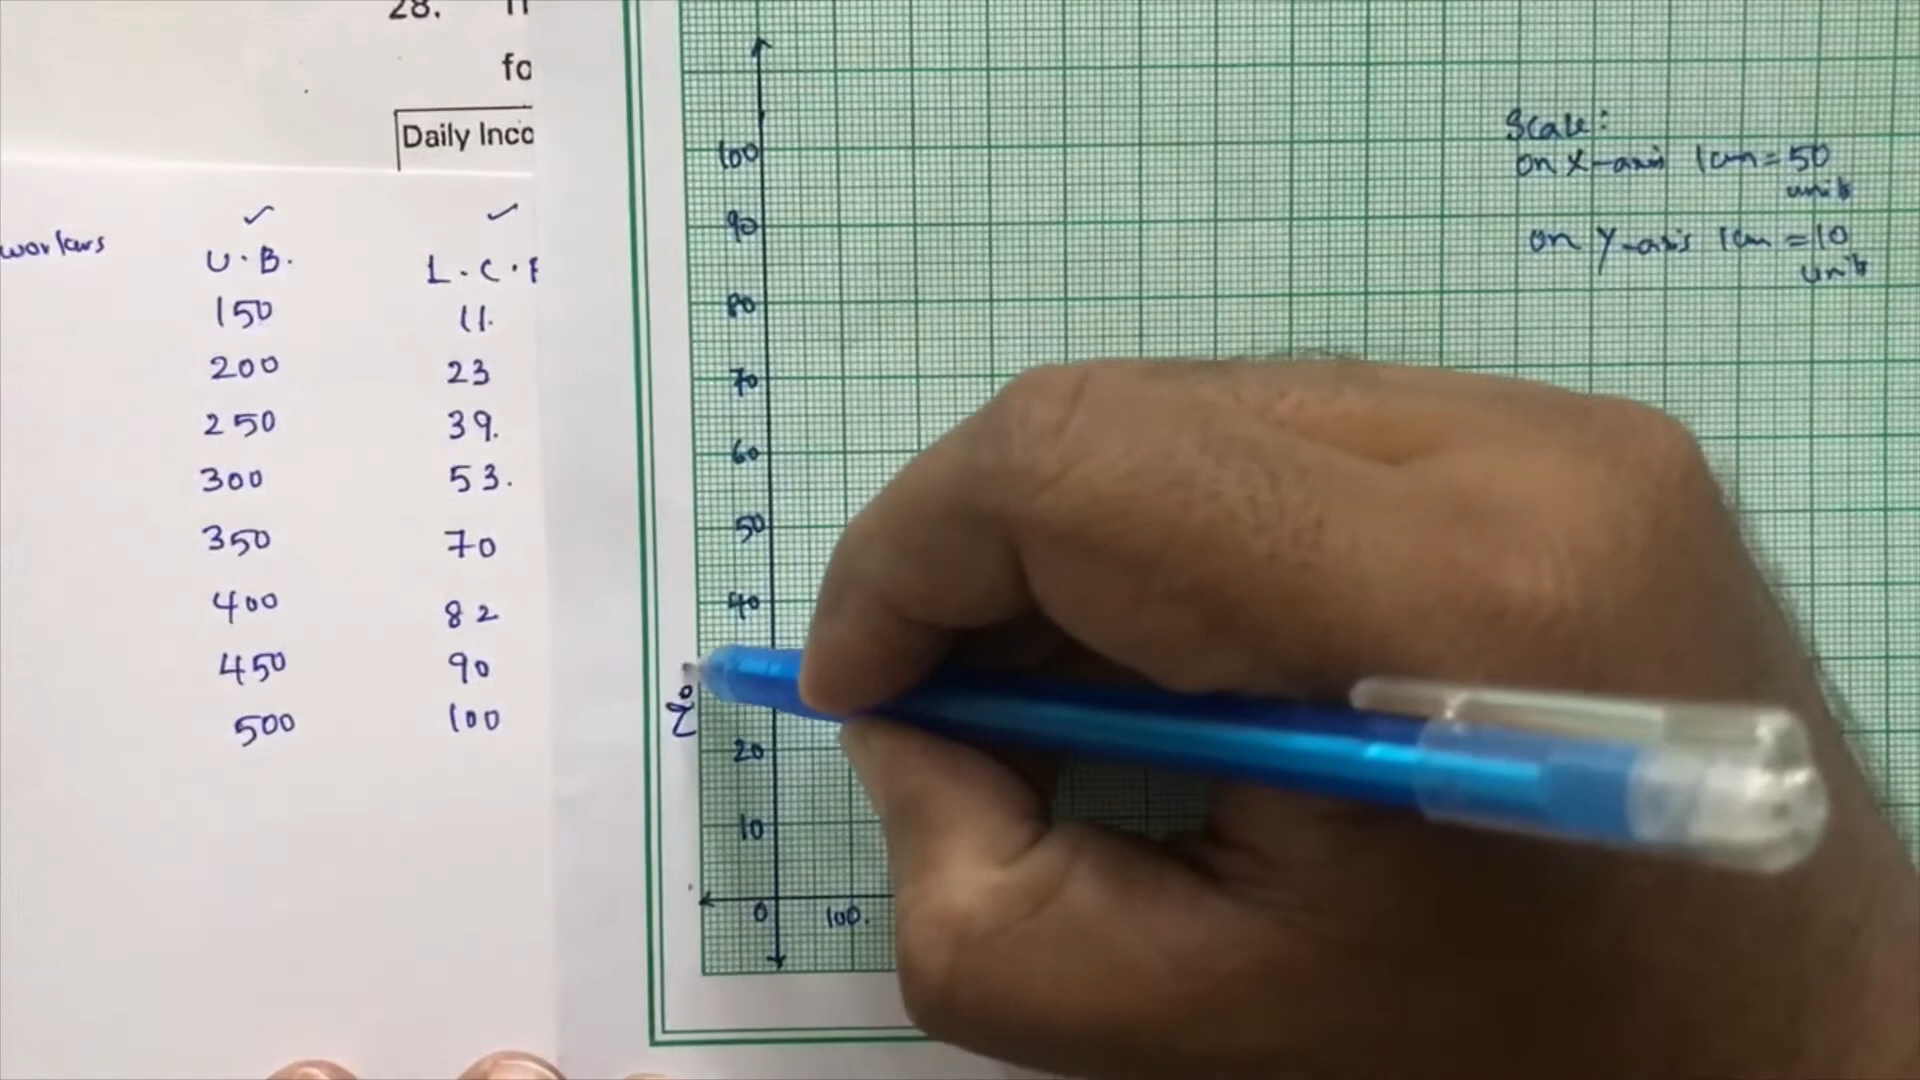 28.
fo
Daily Inco
workers
U.B.
L.C.F
150
11.
200
23
250
39.
300
53.
350
70
400
82
450
90
500
100
100
90
80
70
60
50
40
20
10
0
100.
No
Scale:
on X-axis 1cm = 50
units
on Y-axis 1cm = 10
units